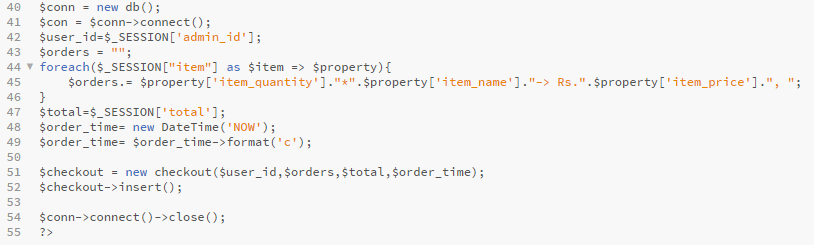 40 $conn = new db();
41 $con = $conn->connect();
42 $user_id=$_SESSION['admin_id'];
43 $orders = "";
44 foreach($_SESSION["item"] as $item => $property){
45 $orders.= $property['item_quantity']."*".$property['item_name']."-> Rs.".$property['item_price'].", ";
46 }
47 $total=$_SESSION['total'];
48 $order_time= new DateTime('NOW');
49 $order_time= $order_time->format('c');
50
51 $checkout = new checkout($user_id,$orders,$total,$order_time);
52 $checkout->insert();
53
54 $conn->connect()->close();
55 ?>